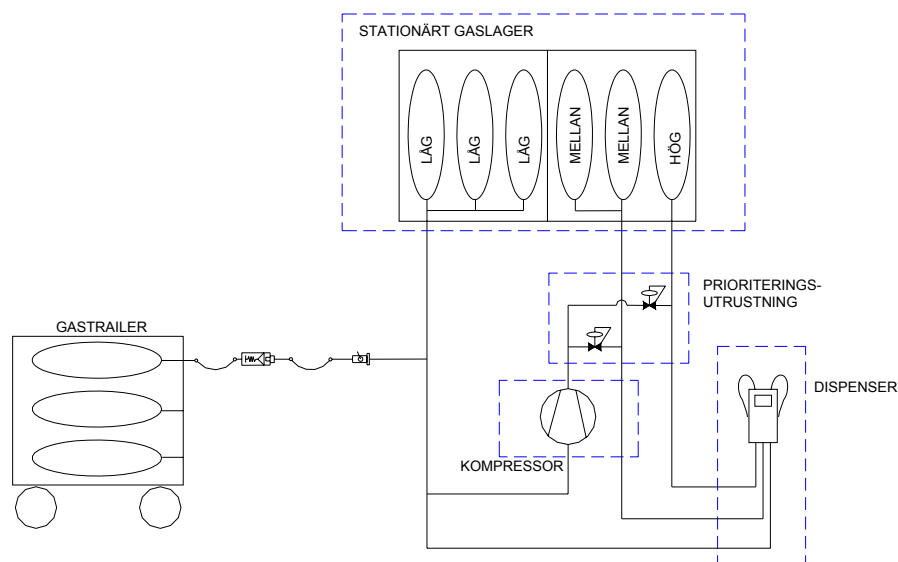 STATIONÄRT GASLAGER
LÅG
LÅG
LÅG
MELLAN
MELLAN
HÖG
PRIORITERINGS-
UTRUSTNING
GASTRAILER
DISPENSER
KOMPRESSOR